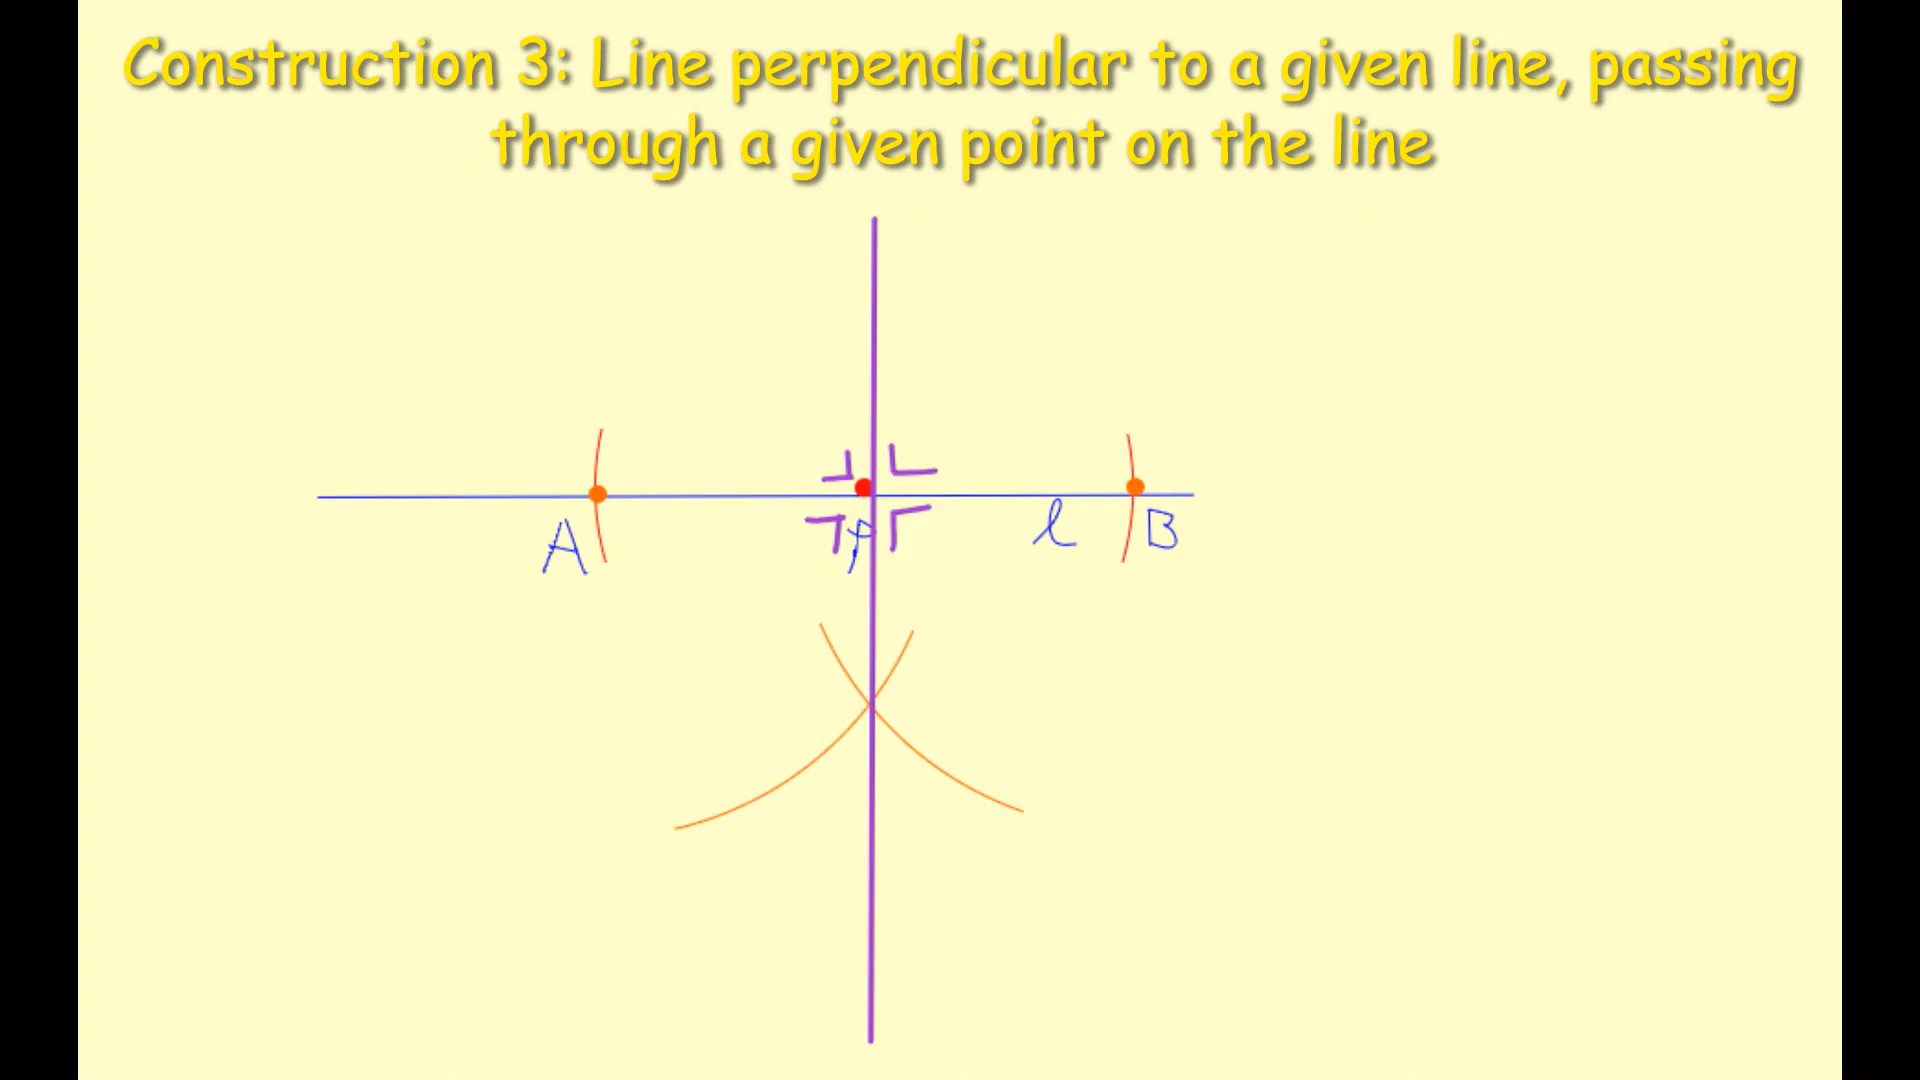 Construction 3: Line perpendicular to a given line, passing
through a given point on the line
A P l B